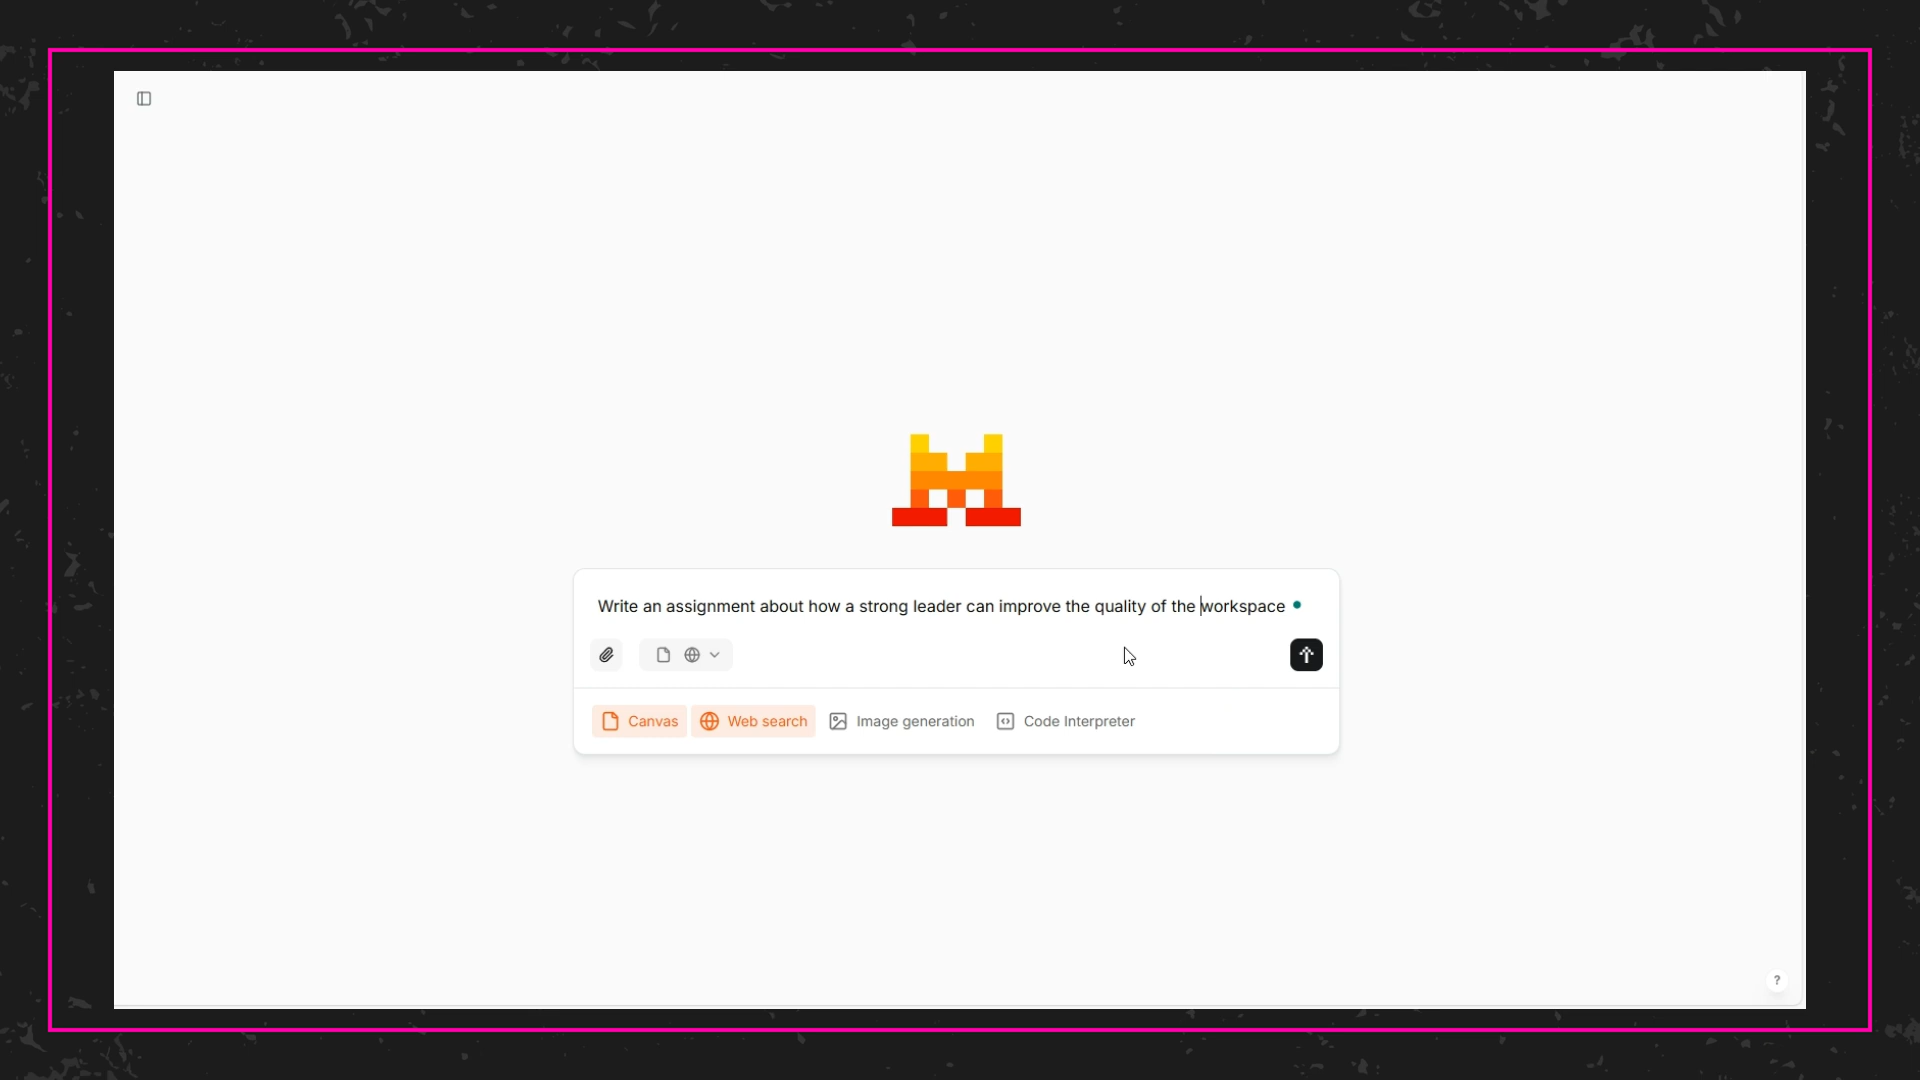 Write an assignment about how a strong leader can improve the quality of the workspace
Canvas Web search Image generation Code Interpreter
?